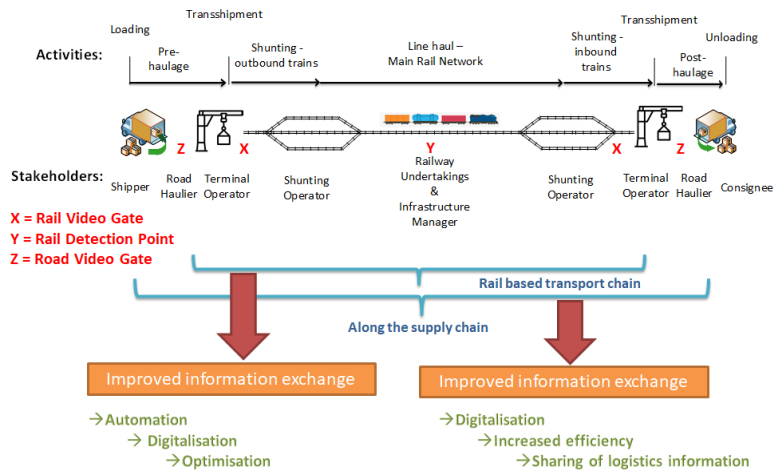 Transshipment
Transshipment
Loading
Unloading
Activities:
Pre-
haulage
Shunting -
outbound trains
Line haul –
Main Rail Network
Shunting -
inbound
trains
Post-
haulage
Z
X
Y
X
Z
Stakeholders:
Shipper
Road
Haulier
Terminal
Operator
Shunting
Operator
Railway
Undertakings
&
Infrastructure
Manager
Shunting
Operator
Terminal
Operator
Road
Haulier
Consignee
X = Rail Video Gate
Y = Rail Detection Point
Z = Road Video Gate
Rail based transport chain
Along the supply chain
Improved information exchange
→Automation
→ Digitalisation
→Optimisation
Improved information exchange
→Digitalisation
→Increased efficiency
→Sharing of logistics information